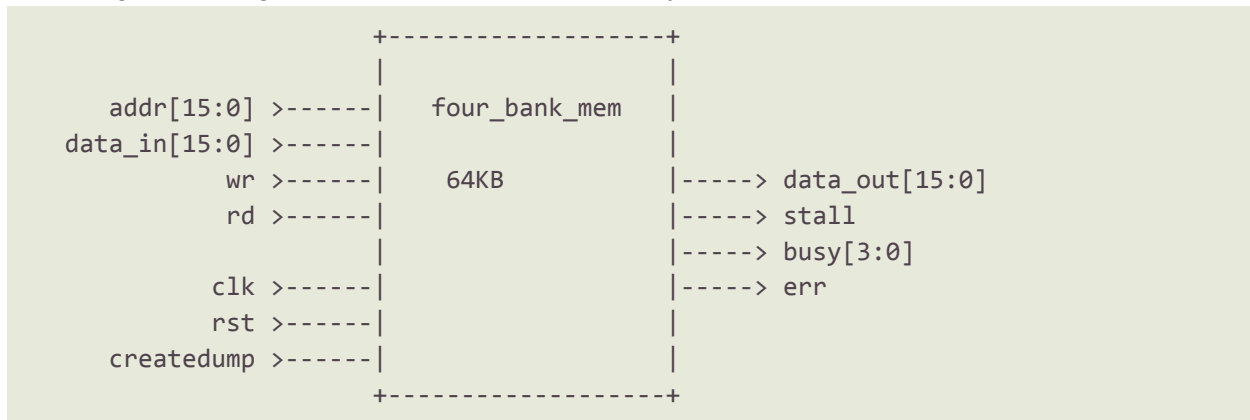 +-------------------+
|                   |
addr[15:0] >------|   four_bank_mem   |
data_in[15:0] >------|                   |
wr >------|    64KB           |-----> data_out[15:0]
rd >------|                   |-----> stall
|                   |-----> busy[3:0]
clk >------|                   |-----> err
rst >------|                   |
createdump >------|                   |
+-------------------+